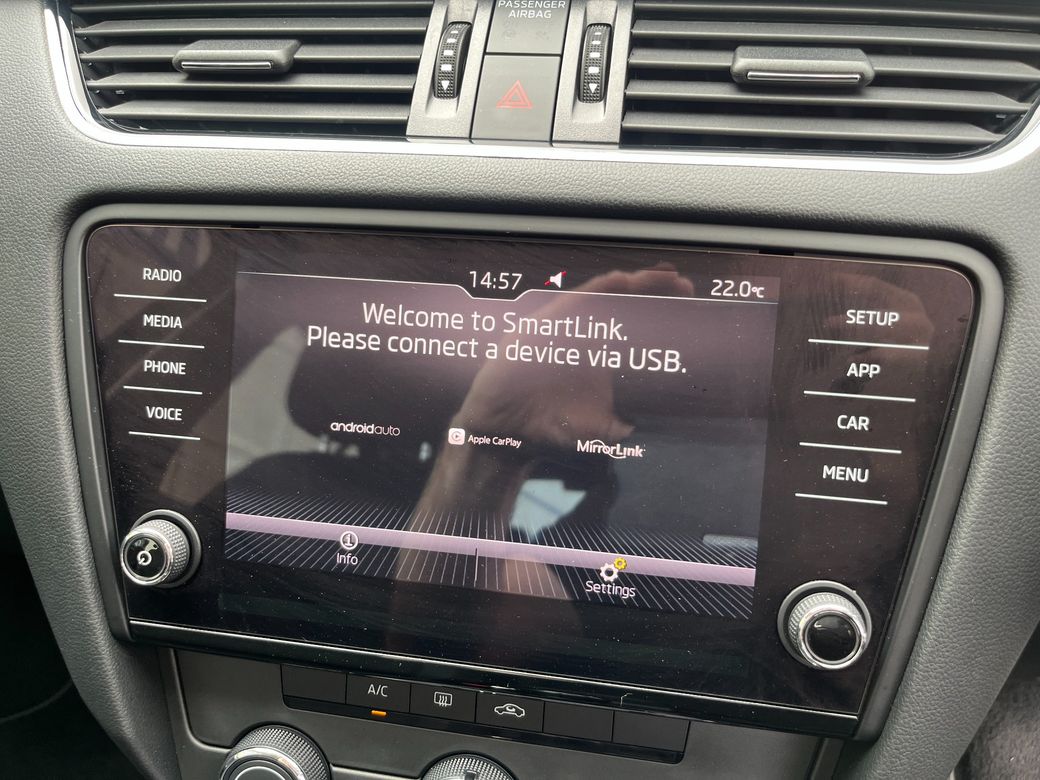 PASSENGER
AIRBAG
RADIO
MEDIA
PHONE
VOICE
14:57
22.0°C
Welcome to SmartLink.
Please connect a device via USB.
androidauto
Apple CarPlay
MirrorLink
Info
Settings
SETUP
APP
CAR
MENU
A/C